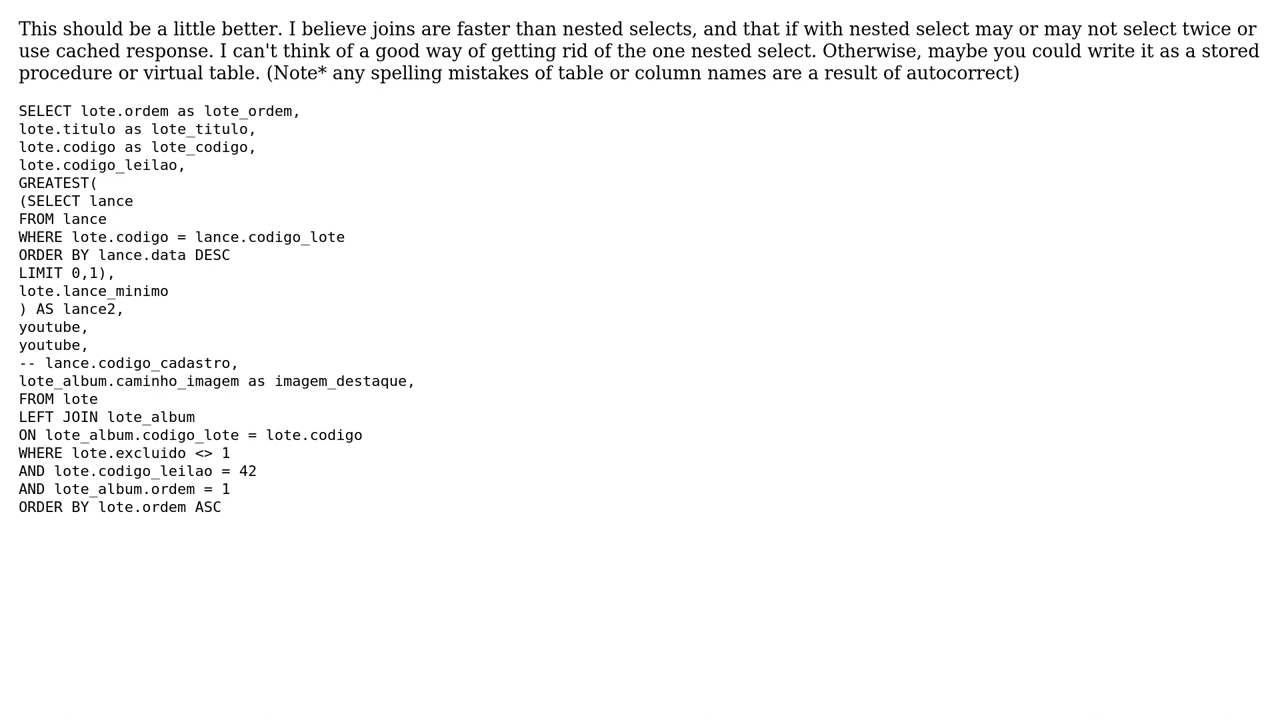 This should be a little better. I believe joins are faster than nested selects, and that if with nested select may or may not select twice or
use cached response. I can't think of a good way of getting rid of the one nested select. Otherwise, maybe you could write it as a stored
procedure or virtual table. (Note* any spelling mistakes of table or column names are a result of autocorrect)
SELECT lote.ordem as lote_ordem,
lote.titulo as lote_titulo,
lote.codigo as lote_codigo,
lote.codigo_leilao,
GREATEST(
(SELECT lance
FROM lance
WHERE lote.codigo = lance.codigo_lote
ORDER BY lance.data DESC
LIMIT 0,1),
lote.lance_minimo
) AS lance2,
youtube,
youtube,
-- lance.codigo_cadastro,
lote_album.caminho_imagem as imagem_destaque,
FROM lote
LEFT JOIN lote_album
ON lote_album.codigo_lote = lote.codigo
WHERE lote.excluido <> 1
AND lote.codigo_leilao = 42
AND lote_album.ordem = 1
ORDER BY lote.ordem ASC